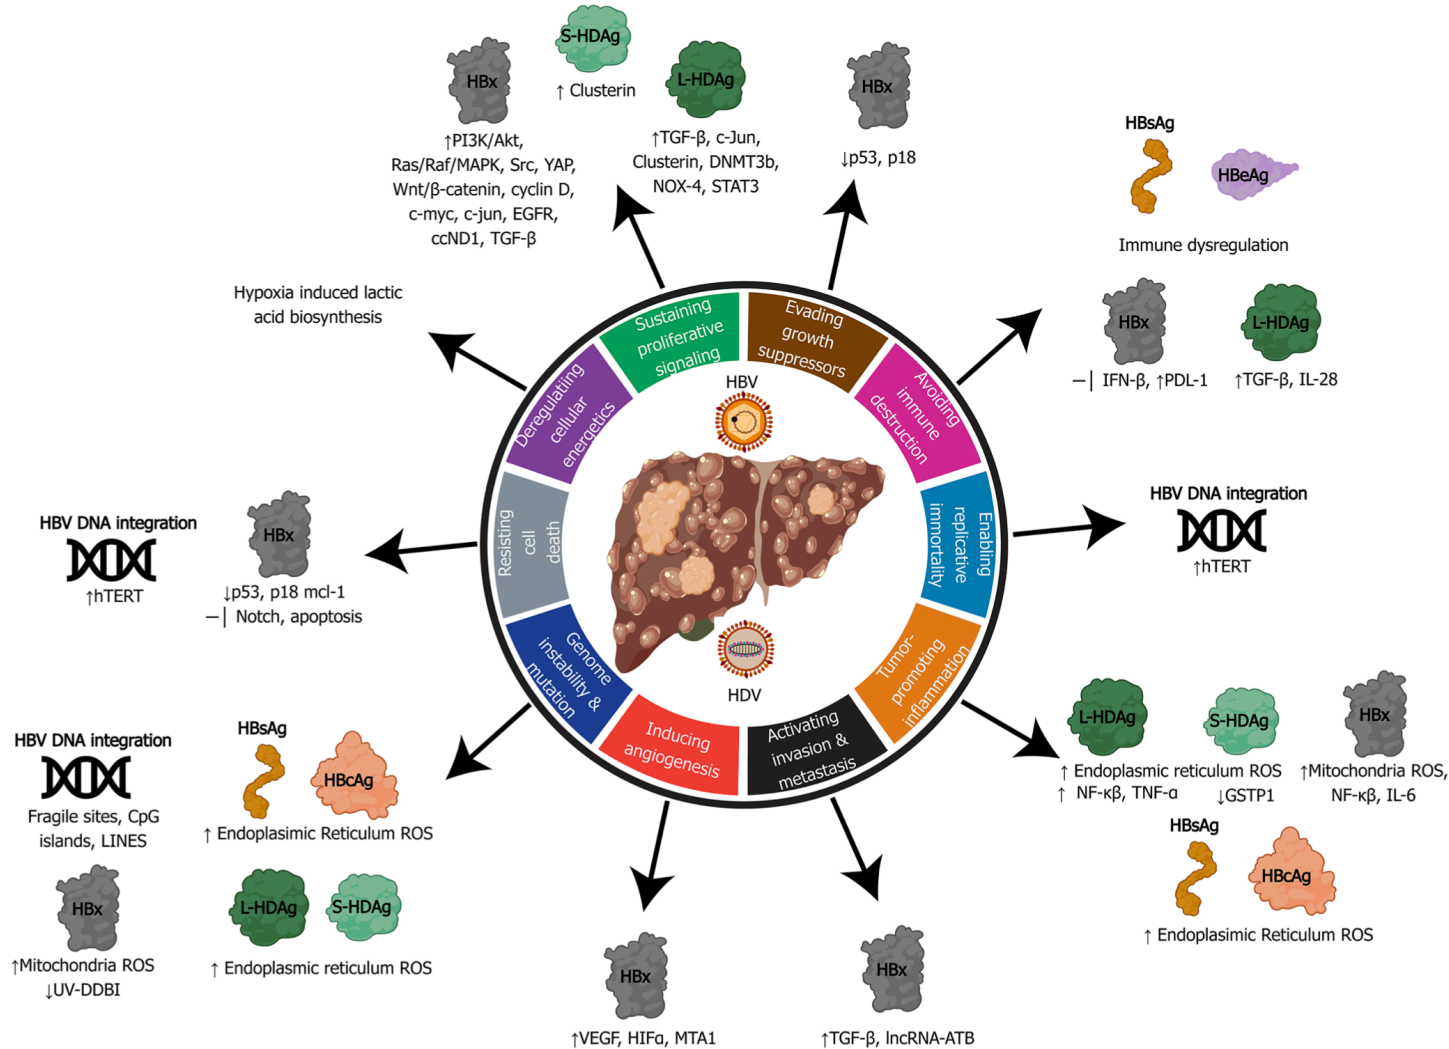 S-HDAg
↑ Clusterin
HBx
↑PI3K/Akt,
Ras/Raf/MAPK, Src, YAP,
Wnt/β-catenin, cyclin D,
c-myc, c-jun, EGFR,
ccND1, TGF-β
L-HDAg
↑TGF-β, c-Jun,
Clusterin, DNMT3b,
NOX-4, STAT3
HBx
↓p53, p18
HBsAg
HBeAg
Immune dysregulation
HBx
—| IFN-β, ↑PDL-1
L-HDAg
↑TGF-β, IL-28
Hypoxia induced lactic
acid biosynthesis
Sustaining
proliferative
signaling
Evading
growth
suppressors
Avoiding
immune
destruction
Enabling
replicative
immortality
Tumor-
promoting
inflammation
Activating
invasion &
metastasis
Inducing
angiogenesis
Genome
instability &
mutation
Resisting
cell
death
Deregulatiing
cellular
energetics
HBV
HDV
HBV DNA integration
↑hTERT
HBx
↓p53, p18 mcl-1
—| Notch, apoptosis
HBV DNA integration
↑hTERT
HBV DNA integration
Fragile sites, CpG
islands, LINES
HBsAg
HBcAg
↑ Endoplasimic Reticulum ROS
HBx
↑Mitochondria ROS
↓UV-DDBI
L-HDAg
S-HDAg
↑ Endoplasmic reticulum ROS
HBx
↑VEGF, HIFα, MTA1
HBx
↑TGF-β, lncRNA-ATB
L-HDAg
S-HDAg
↑ Endoplasmic reticulum ROS
↑ NF-κβ, TNF-α
↓GSTP1
HBx
↑Mitochondria ROS,
NF-κβ, IL-6
HBsAg
HBcAg
↑ Endoplasimic Reticulum ROS